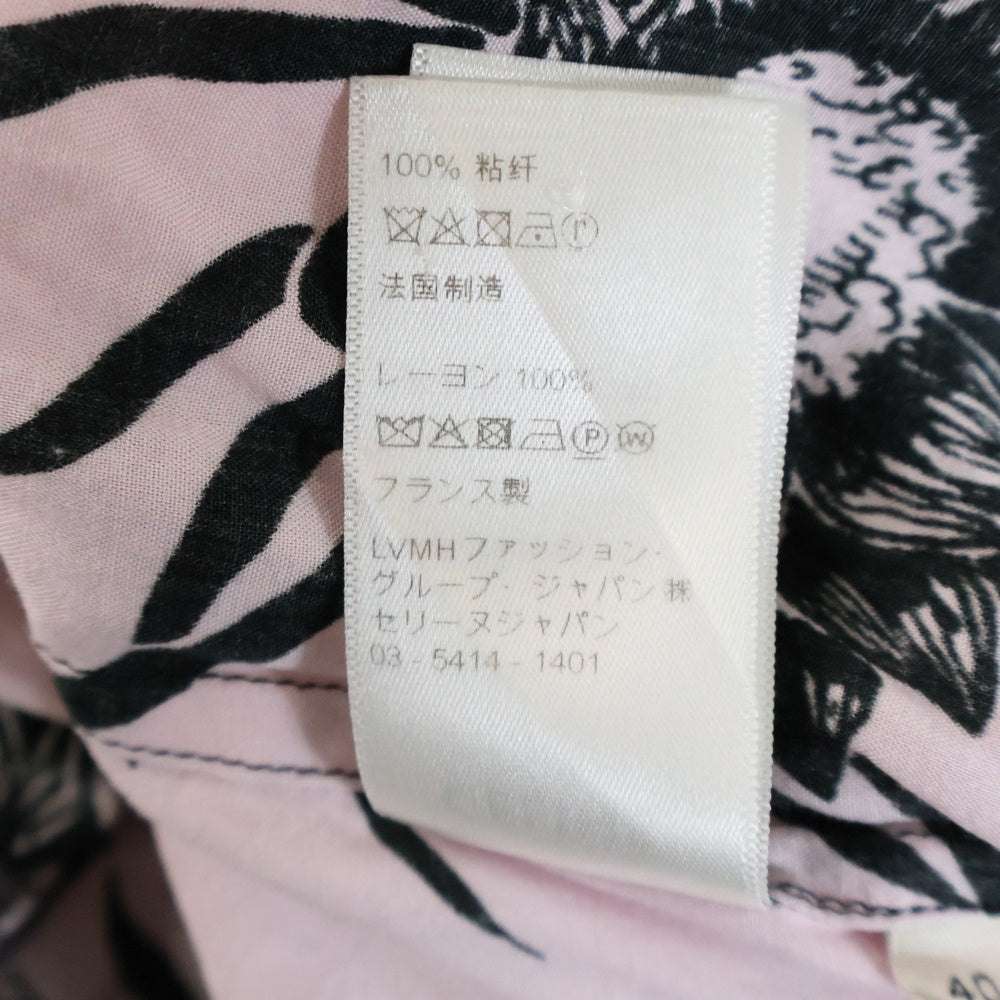 100% 粘纤
法国制造
レーヨン 100%
P W
フランス製
LVMHファッション・
グループ・ジャパン株
セリーヌジャパン
03 - 5414 - 1401
40